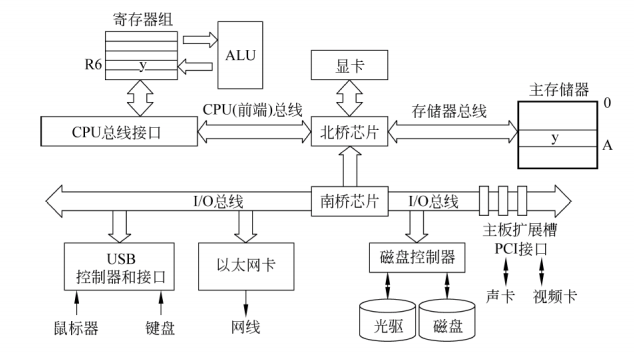 寄存器组
ALU
R6
y
显卡
主存储器
0
CPU(前端)总线
存储器总线
CPU总线接口
北桥芯片
y
A
I/O总线
南桥芯片
I/O总线
主板扩展槽
PCI接口
USB
控制器和接口
以太网卡
磁盘控制器
声卡
视频卡
鼠标器
键盘
网线
光驱
磁盘